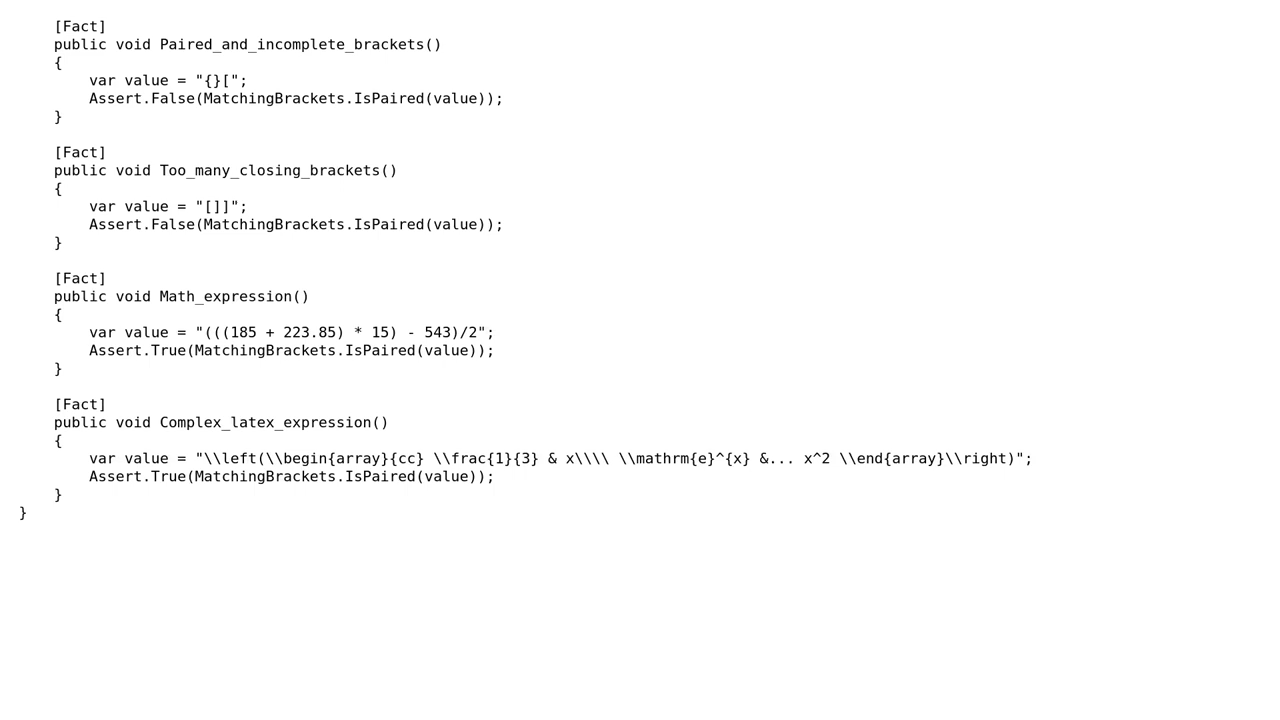 [Fact]
    public void Paired_and_incomplete_brackets()
    {
        var value = "{}[";
        Assert.False(MatchingBrackets.IsPaired(value));
    }

    [Fact]
    public void Too_many_closing_brackets()
    {
        var value = "[]]";
        Assert.False(MatchingBrackets.IsPaired(value));
    }

    [Fact]
    public void Math_expression()
    {
        var value = "(((185 + 223.85) * 15) - 543)/2";
        Assert.True(MatchingBrackets.IsPaired(value));
    }

    [Fact]
    public void Complex_latex_expression()
    {
        var value = "\\left(\\begin{array}{cc} \\frac{1}{3} & x\\\\ \\mathrm{e}^{x} &... x^2 \\end{array}\\right)";
        Assert.True(MatchingBrackets.IsPaired(value));
    }
}